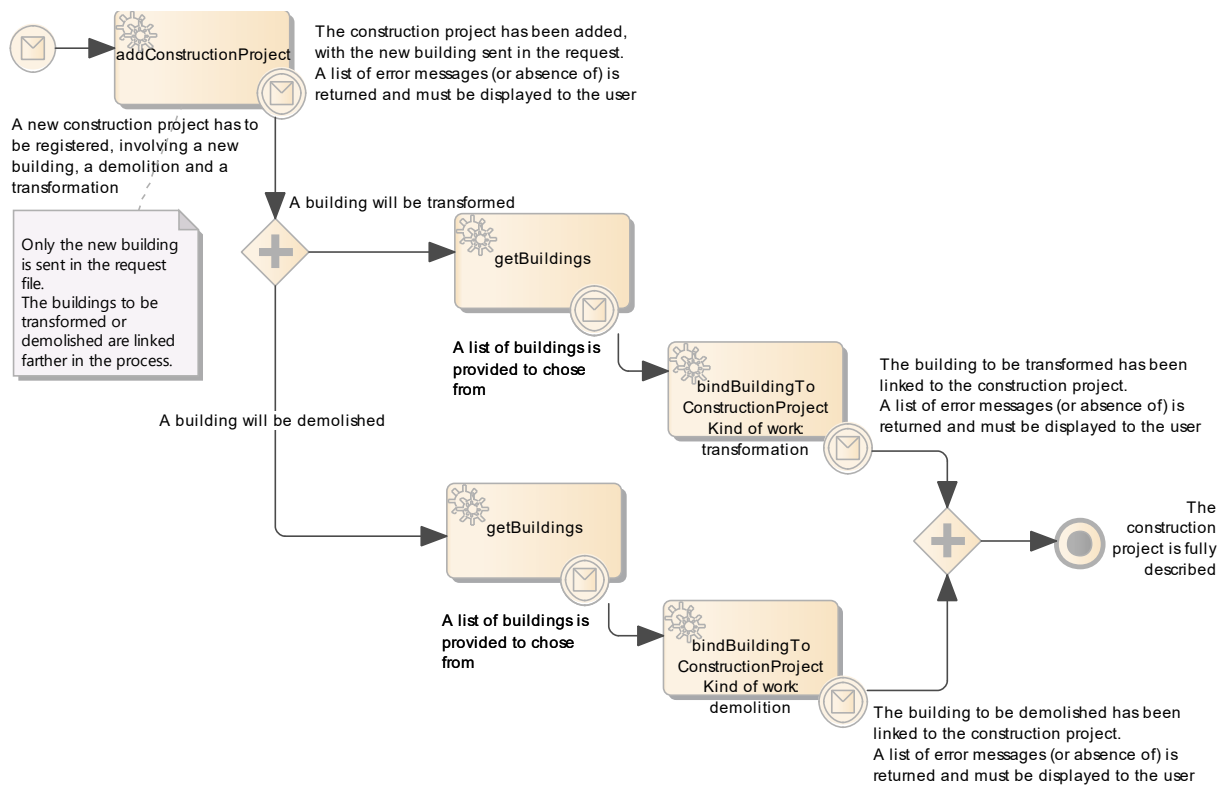 addConstructionProject
The construction project has been added,
with the new building sent in the request.
A list of error messages (or absence of) is
returned and must be displayed to the user
A new construction project has to
be registered, involving a new
building, a demolition and a
transformation
Only the new building
is sent in the request
file.
The buildings to be
transformed or
demolished are linked
farther in the process.
A building will be transformed
getBuildings
A list of buildings is
provided to chose
from
bindBuildingTo
ConstructionProject
Kind of work:
transformation
The building to be transformed has been
linked to the construction project.
A list of error messages (or absence of) is
returned and must be displayed to the user
A building will be demolished
getBuildings
A list of buildings is
provided to chose
from
bindBuildingTo
ConstructionProject
Kind of work:
demolition
The building to be demolished has been
linked to the construction project.
A list of error messages (or absence of) is
returned and must be displayed to the user
The
construction
project is fully
described